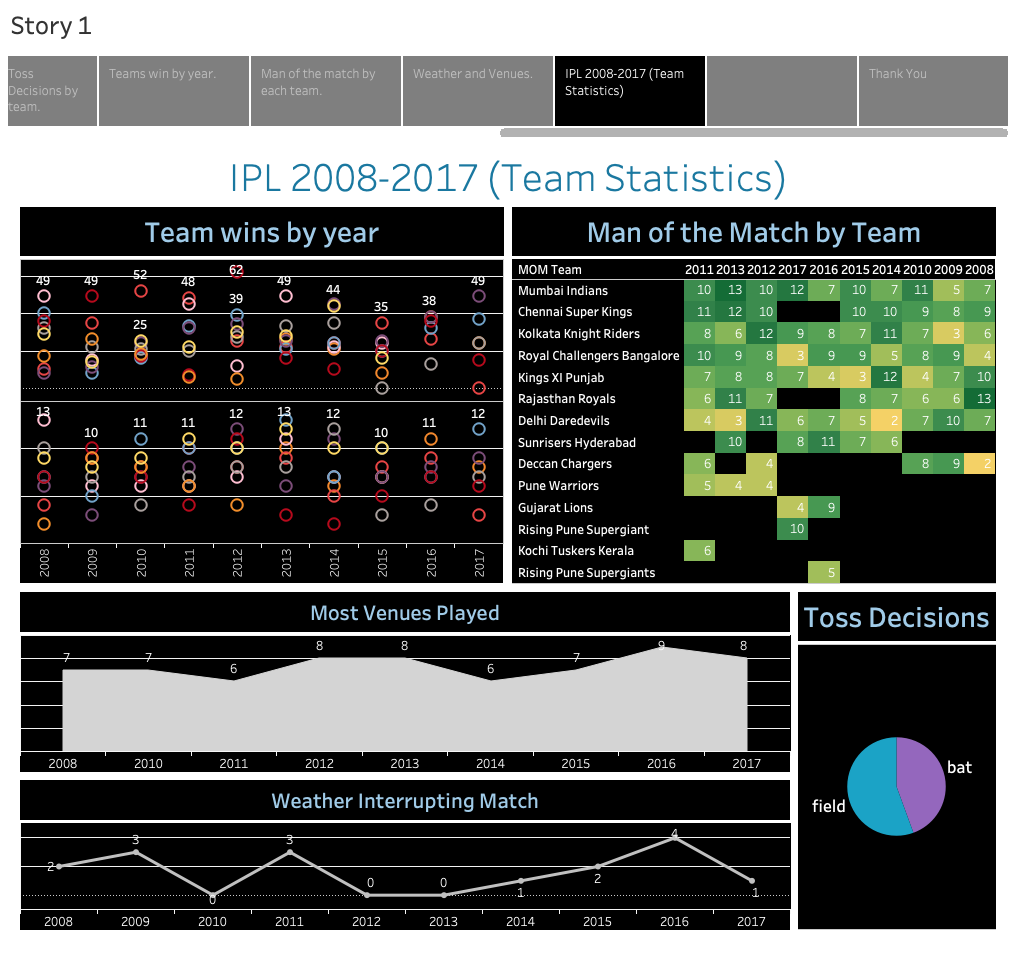 Story 1
Toss
Decisions by
team.
Teams win by year.
Man of the match by
each team.
Weather and Venues.
IPL 2008-2017 (Team
Statistics)
Thank You
IPL 2008-2017 (Team Statistics)
Team wins by year
49 49 52 48 62 49 44 35 38 49
25 39
13 10 11 11 12 13 12 10 11 12
2008 2009 2010 2011 2012 2013 2014 2015 2016 2017
Man of the Match by Team
MOM Team 2011 2013 2012 2017 2016 2015 2014 2010 2009 2008
Mumbai Indians 10 13 10 12 7 10 7 11 5 7
Chennai Super Kings 11 12 10 10 10 9 8 9
Kolkata Knight Riders 8 6 12 9 8 7 11 7 3 6
Royal Challengers Bangalore 10 9 8 3 9 9 5 8 9 4
Kings XI Punjab 7 8 8 7 4 3 12 4 7 10
Rajasthan Royals 6 11 7 8 7 6 6 13
Delhi Daredevils 4 3 11 6 7 5 2 7 10 7
Sunrisers Hyderabad 10 8 11 7 6
Deccan Chargers 6 4 8 9 2
Pune Warriors 5 4 4
Gujarat Lions 4 9
Rising Pune Supergiant 10
Kochi Tuskers Kerala 6
Rising Pune Supergiants 5
Most Venues Played
7 7 6 8 8 6 7 9 8
2008 2010 2011 2012 2013 2014 2015 2016 2017
Weather Interrupting Match
2 3 0 3 0 0 1 2 4 1
2008 2009 2010 2011 2012 2013 2014 2015 2016 2017
Toss Decisions
bat
field